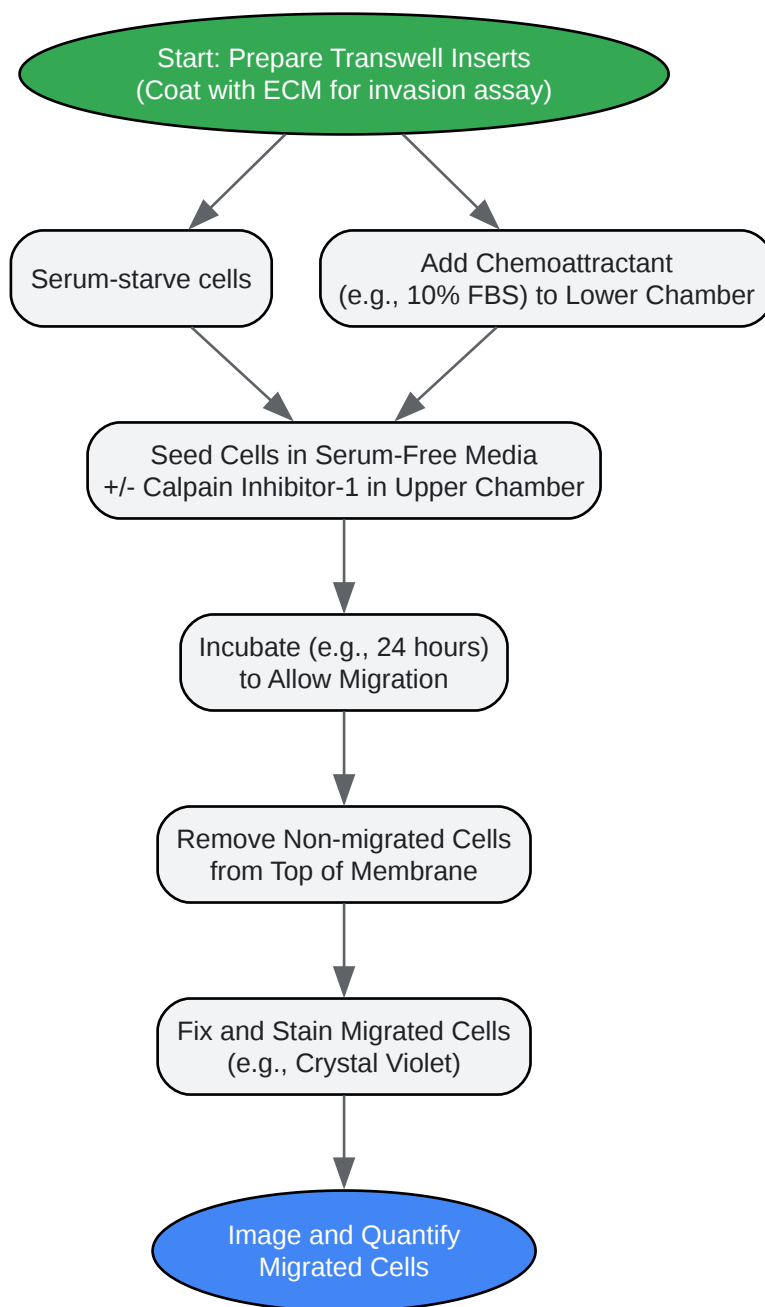 Start: Prepare Transwell Inserts
(Coat with ECM for invasion assay)
Serum-starve cells
Add Chemoattractant
(e.g., 10% FBS) to Lower Chamber
Seed Cells in Serum-Free Media
+/- Calpain Inhibitor-1 in Upper Chamber
Incubate (e.g., 24 hours)
to Allow Migration
Remove Non-migrated Cells
from Top of Membrane
Fix and Stain Migrated Cells
(e.g., Crystal Violet)
Image and Quantify
Migrated Cells